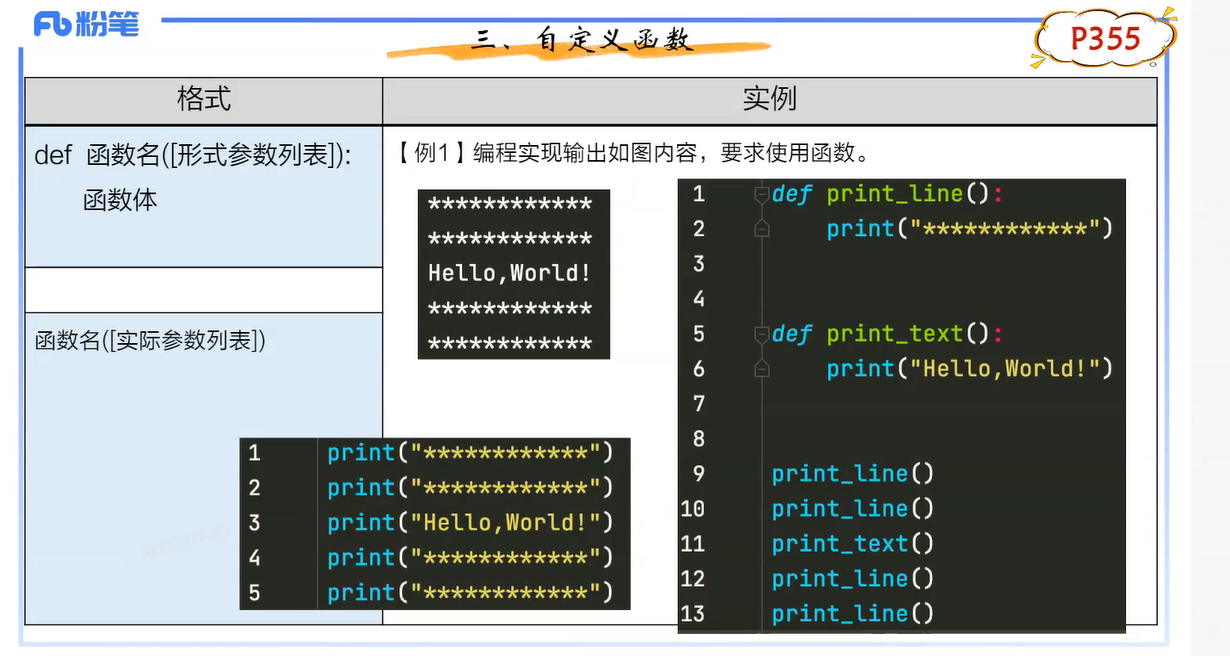 粉笔
三、自定义函数
P355
格式
实例
def 函数名([形式参数列表]):
函数体
函数名([实际参数列表])
【例1】编程实现输出如图内容，要求使用函数。
************
************
Hello,World!
************
************
1 print("************")
2 print("************")
3 print("Hello,World!")
4 print("************")
5 print("************")
1 def print_line():
2 print("************")
3
4
5 def print_text():
6 print("Hello,World!")
7
8
9 print_line()
10 print_line()
11 print_text()
12 print_line()
13 print_line()